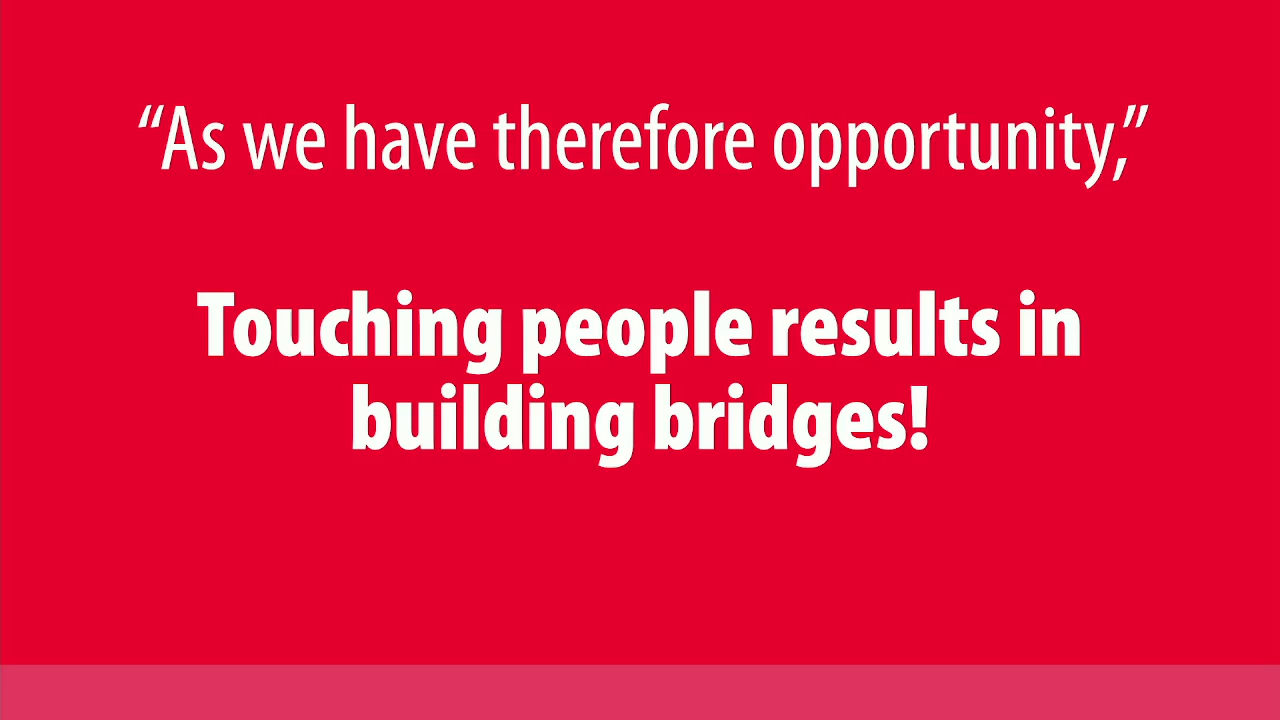 “As we have therefore opportunity,”
Touching people results in
building bridges!